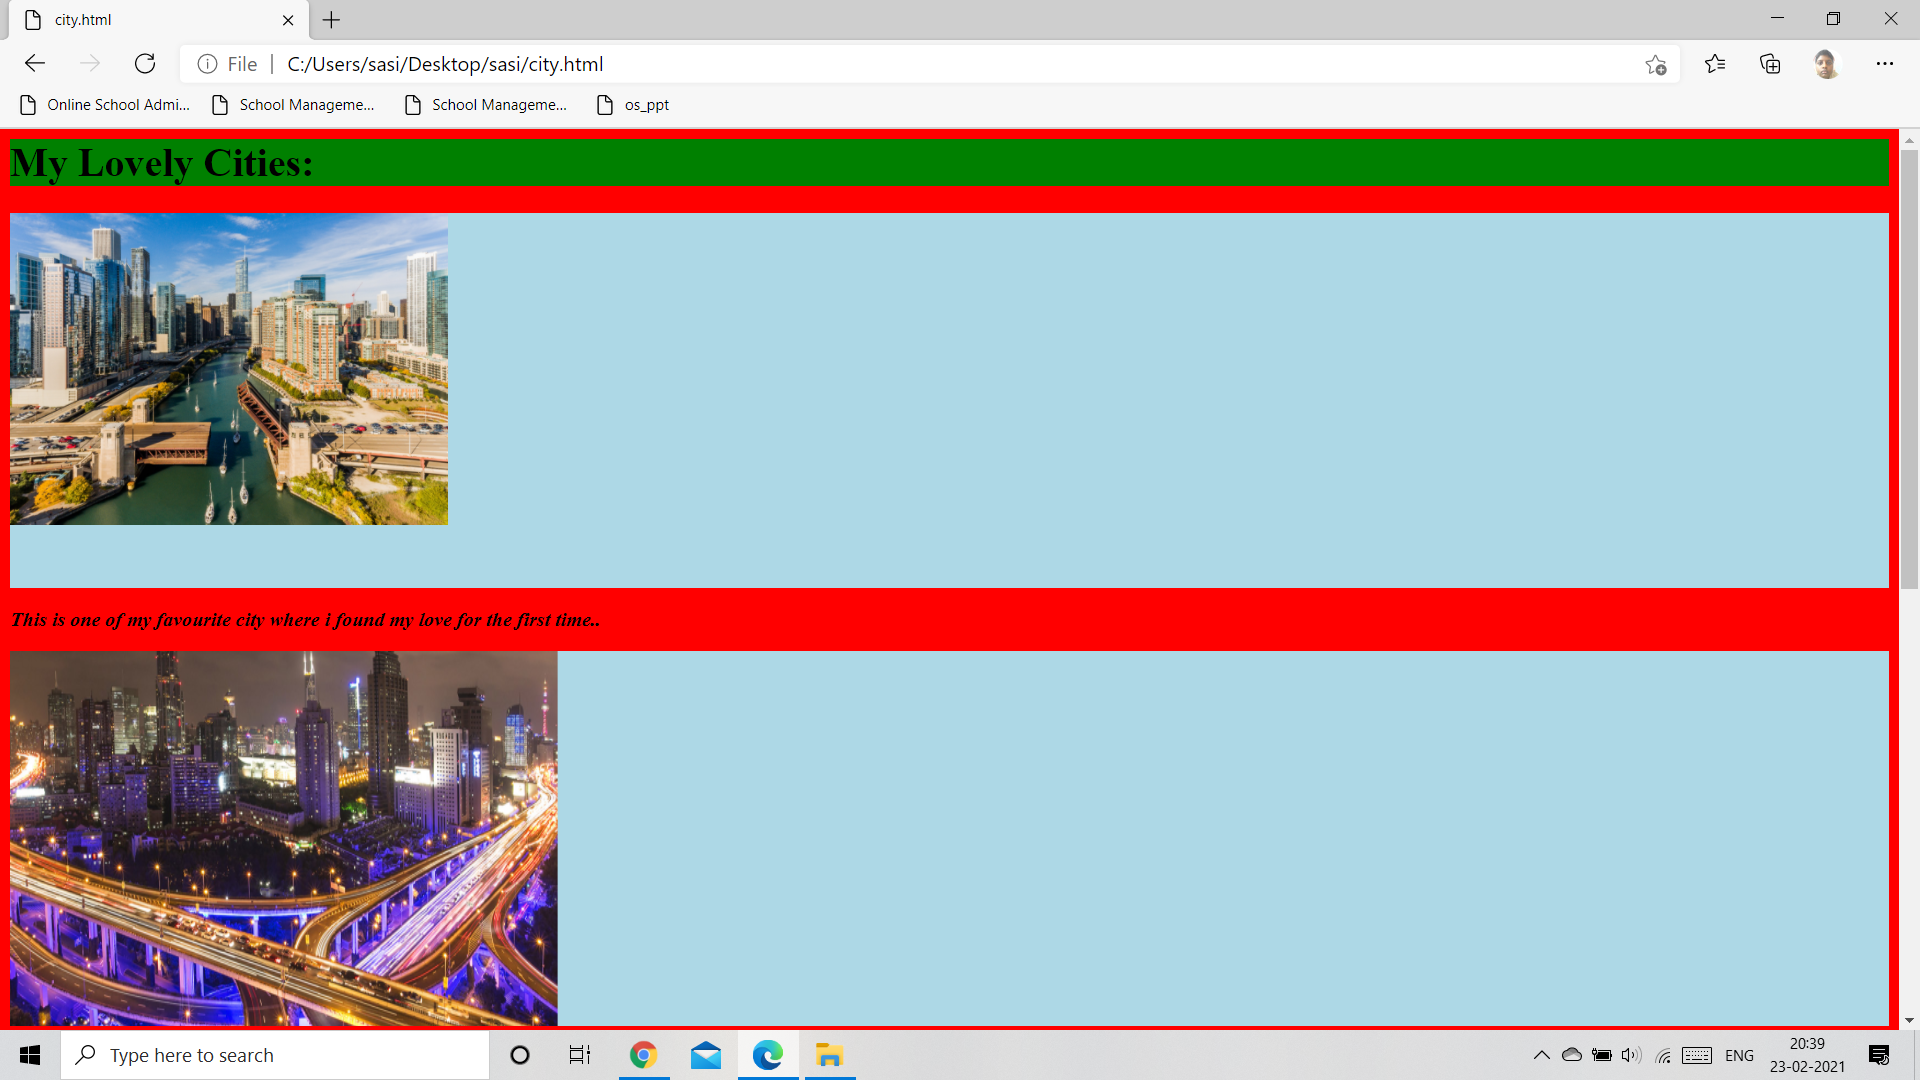 city.html
File
C:/Users/sasi/Desktop/sasi/city.html
Online School Admi...
School Manageme...
School Manageme...
os_ppt
My Lovely Cities:
This is one of my favourite city where i found my love for the first time..
Type here to search
ENG
20:39
23-02-2021